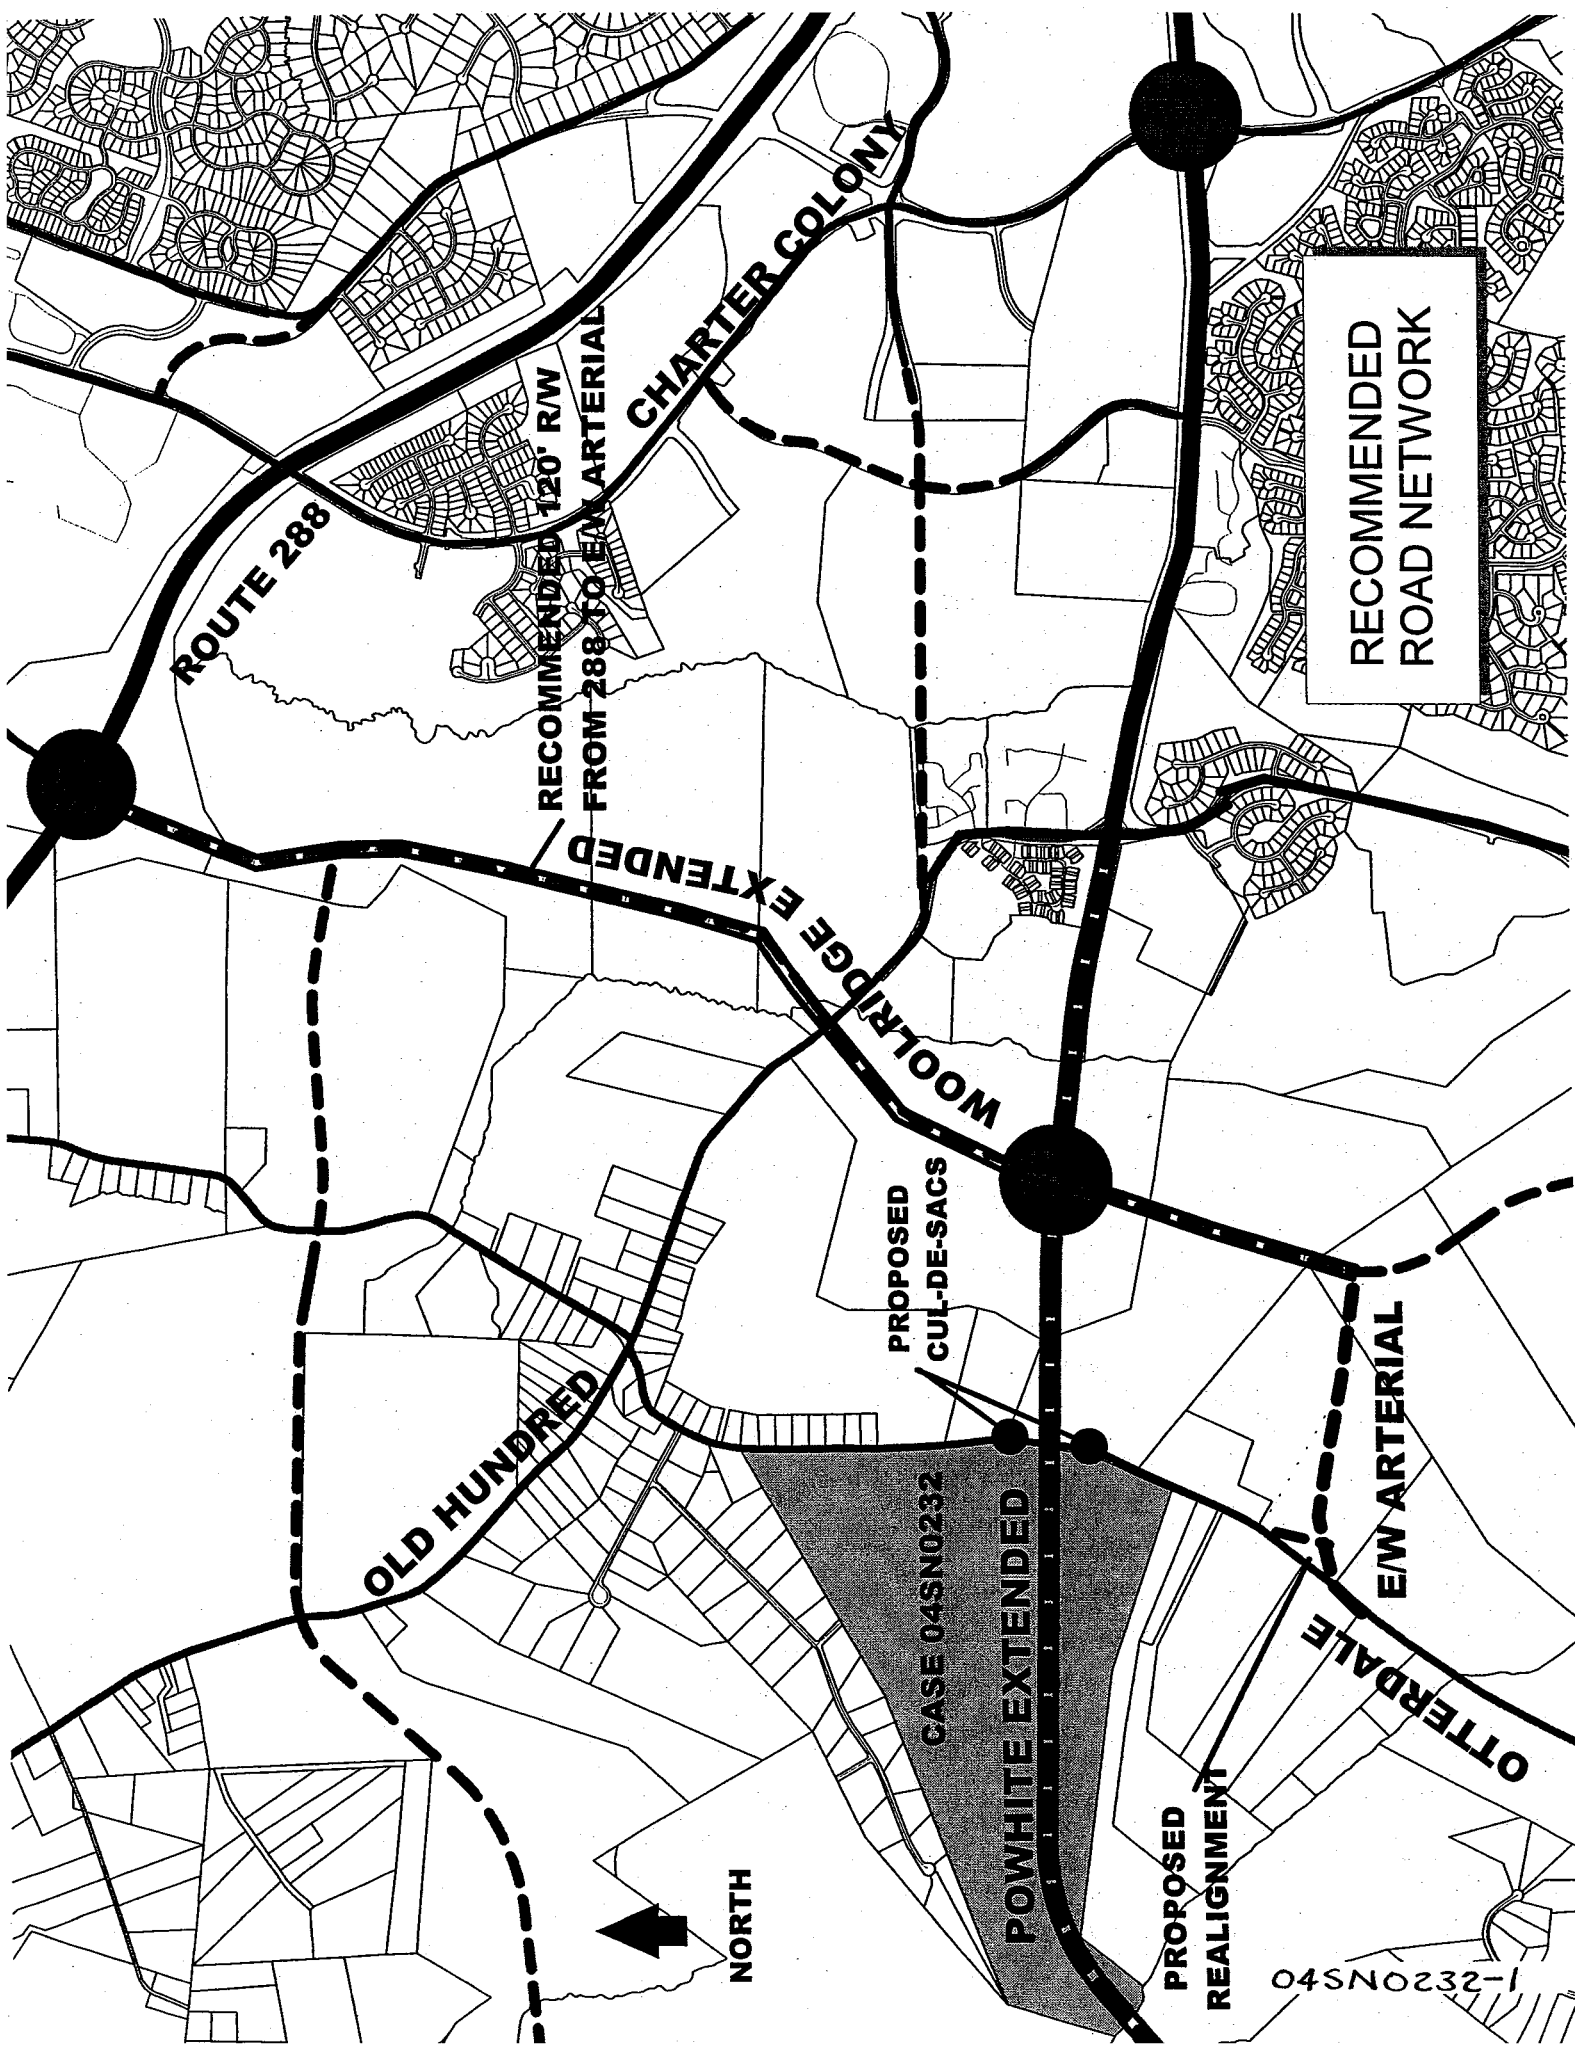 ROUTE 288
RECOMMENDED 120' R/W
FROM 288 TO E/W ARTERIAL
CHARTER COLONY
WOOLRIDGE EXTENDED
OLD HUNDRED
PROPOSED
CUL-DE-SACS
CASE 04SN0232
POWHITE EXTENDED
E/W ARTERIAL
OTTERDALE
PROPOSED
REALIGNMENT
NORTH
RECOMMENDED
ROAD NETWORK
04SN0232-1